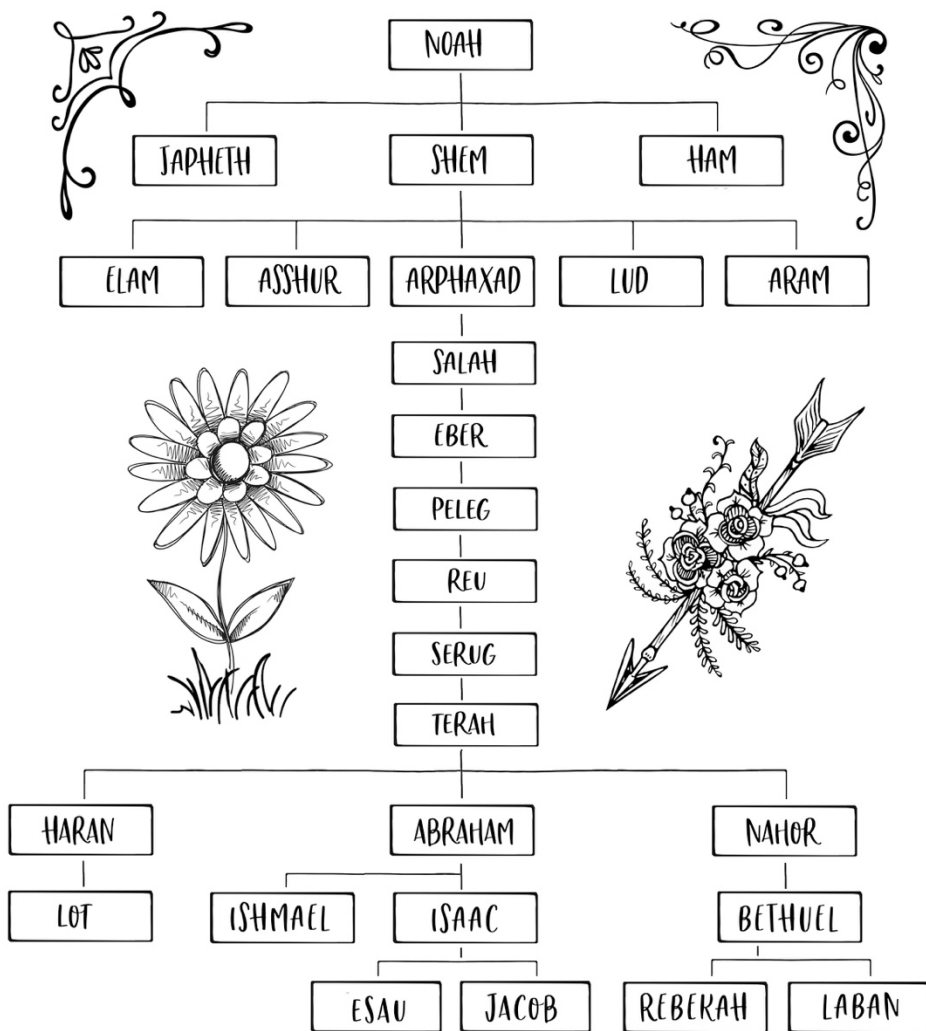 NOAH
JAPHETH SHEM HAM
ELAM ASSHUR ARPHAXAD LUD ARAM
SALAH
EBER
PELEG
REU
SERUG
TERAH
HARAN ABRAHAM NAHOR
LOT ISHMAEL ISAAC BETHUEL
ESAU JACOB REBEKAH LABAN